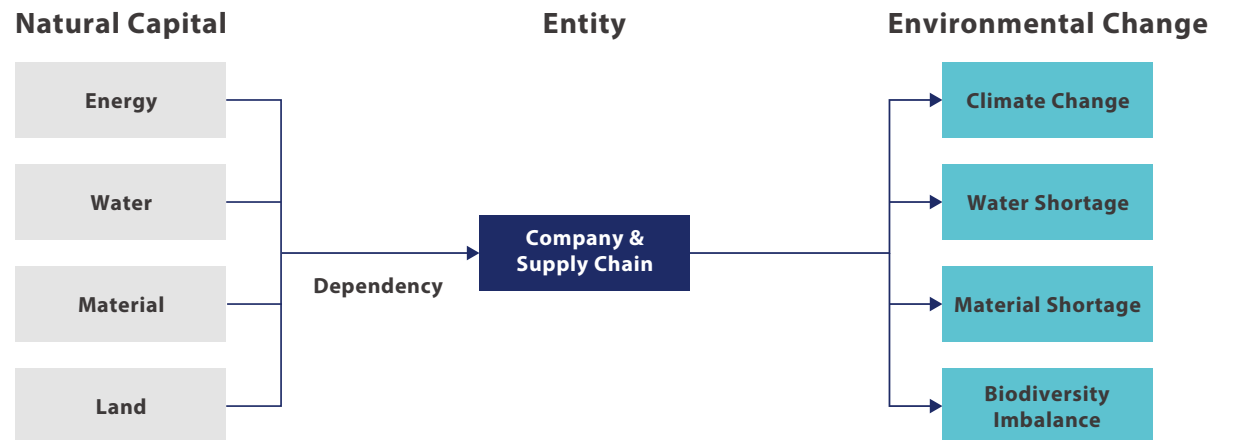 Natural Capital
Entity
Environmental Change
Energy
Climate Change
Water
Water Shortage
Company &
Supply Chain
Dependency
Material
Material Shortage
Land
Biodiversity
Imbalance